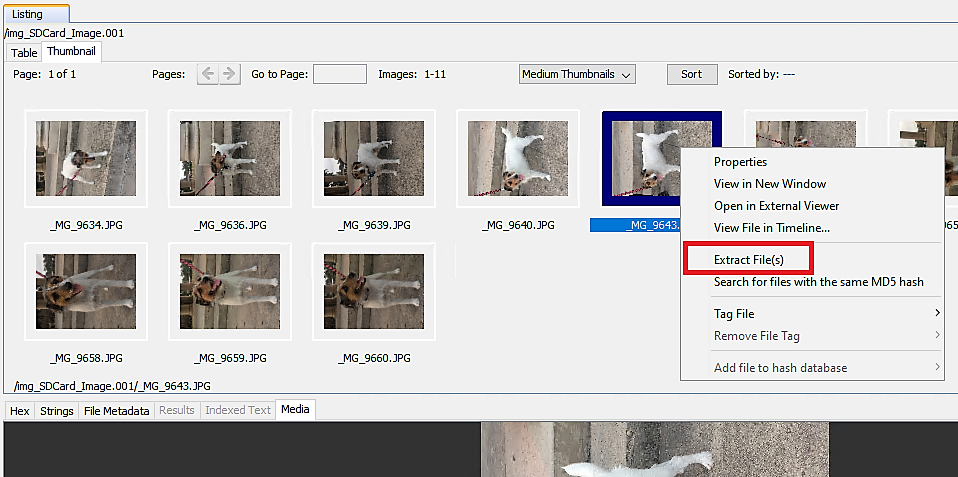 Listing
/img_SDCard_Image.001
Table Thumbnail
Page: 1 of 1 Pages: Go to Page: Images: 1-11 Medium Thumbnails Sort Sorted by: ---
_MG_9634.JPG _MG_9636.JPG _MG_9639.JPG _MG_9640.JPG _MG_9643.
Properties
View in New Window
Open in External Viewer
View File in Timeline...
Extract File(s)
Search for files with the same MD5 hash
Tag File
Remove File Tag
Add file to hash database
_MG_9658.JPG _MG_9659.JPG _MG_9660.JPG
/img_SDCard_Image.001/_MG_9643.JPG
Hex Strings File Metadata Results Indexed Text Media